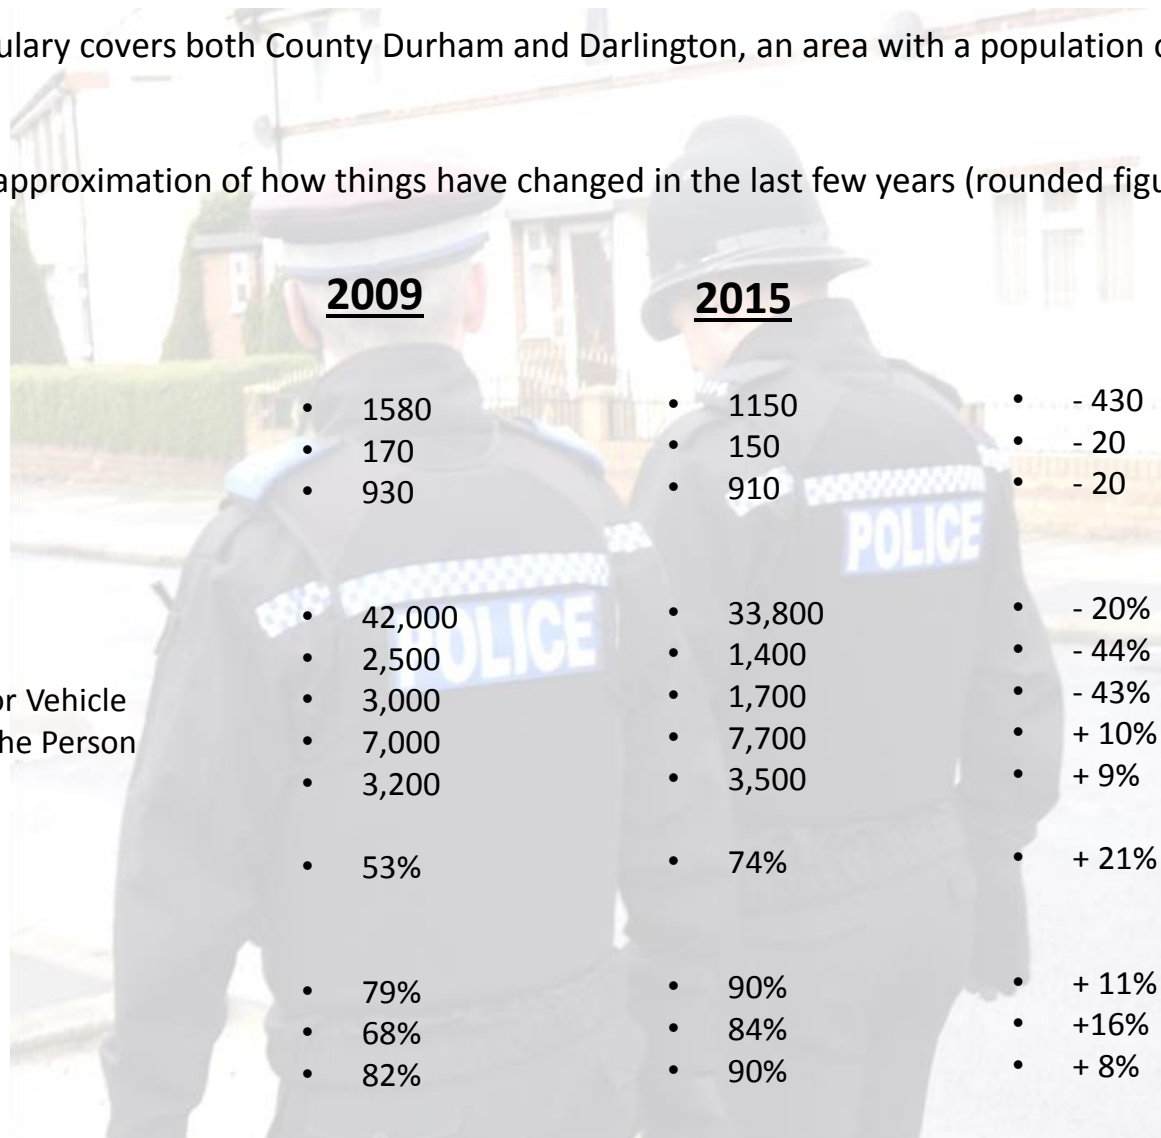 ulary covers both County Durham and Darlington, an area with a population
approximation of how things have changed in the last few years (rounded figu
2009 2015
• 1580 • 1150 • - 430
• 170 • 150 • - 20
• 930 • 910 • - 20
• 42,000 • 33,800 • - 20%
• 2,500 • 1,400 • - 44%
or Vehicle • 3,000 • 1,700 • - 43%
he Person • 7,000 • 7,700 • + 10%
• 3,200 • 3,500 • + 9%
• 53% • 74% • + 21%
• 79% • 90% • + 11%
• 68% • 84% • +16%
• 82% • 90% • + 8%
POLICE
POLICE